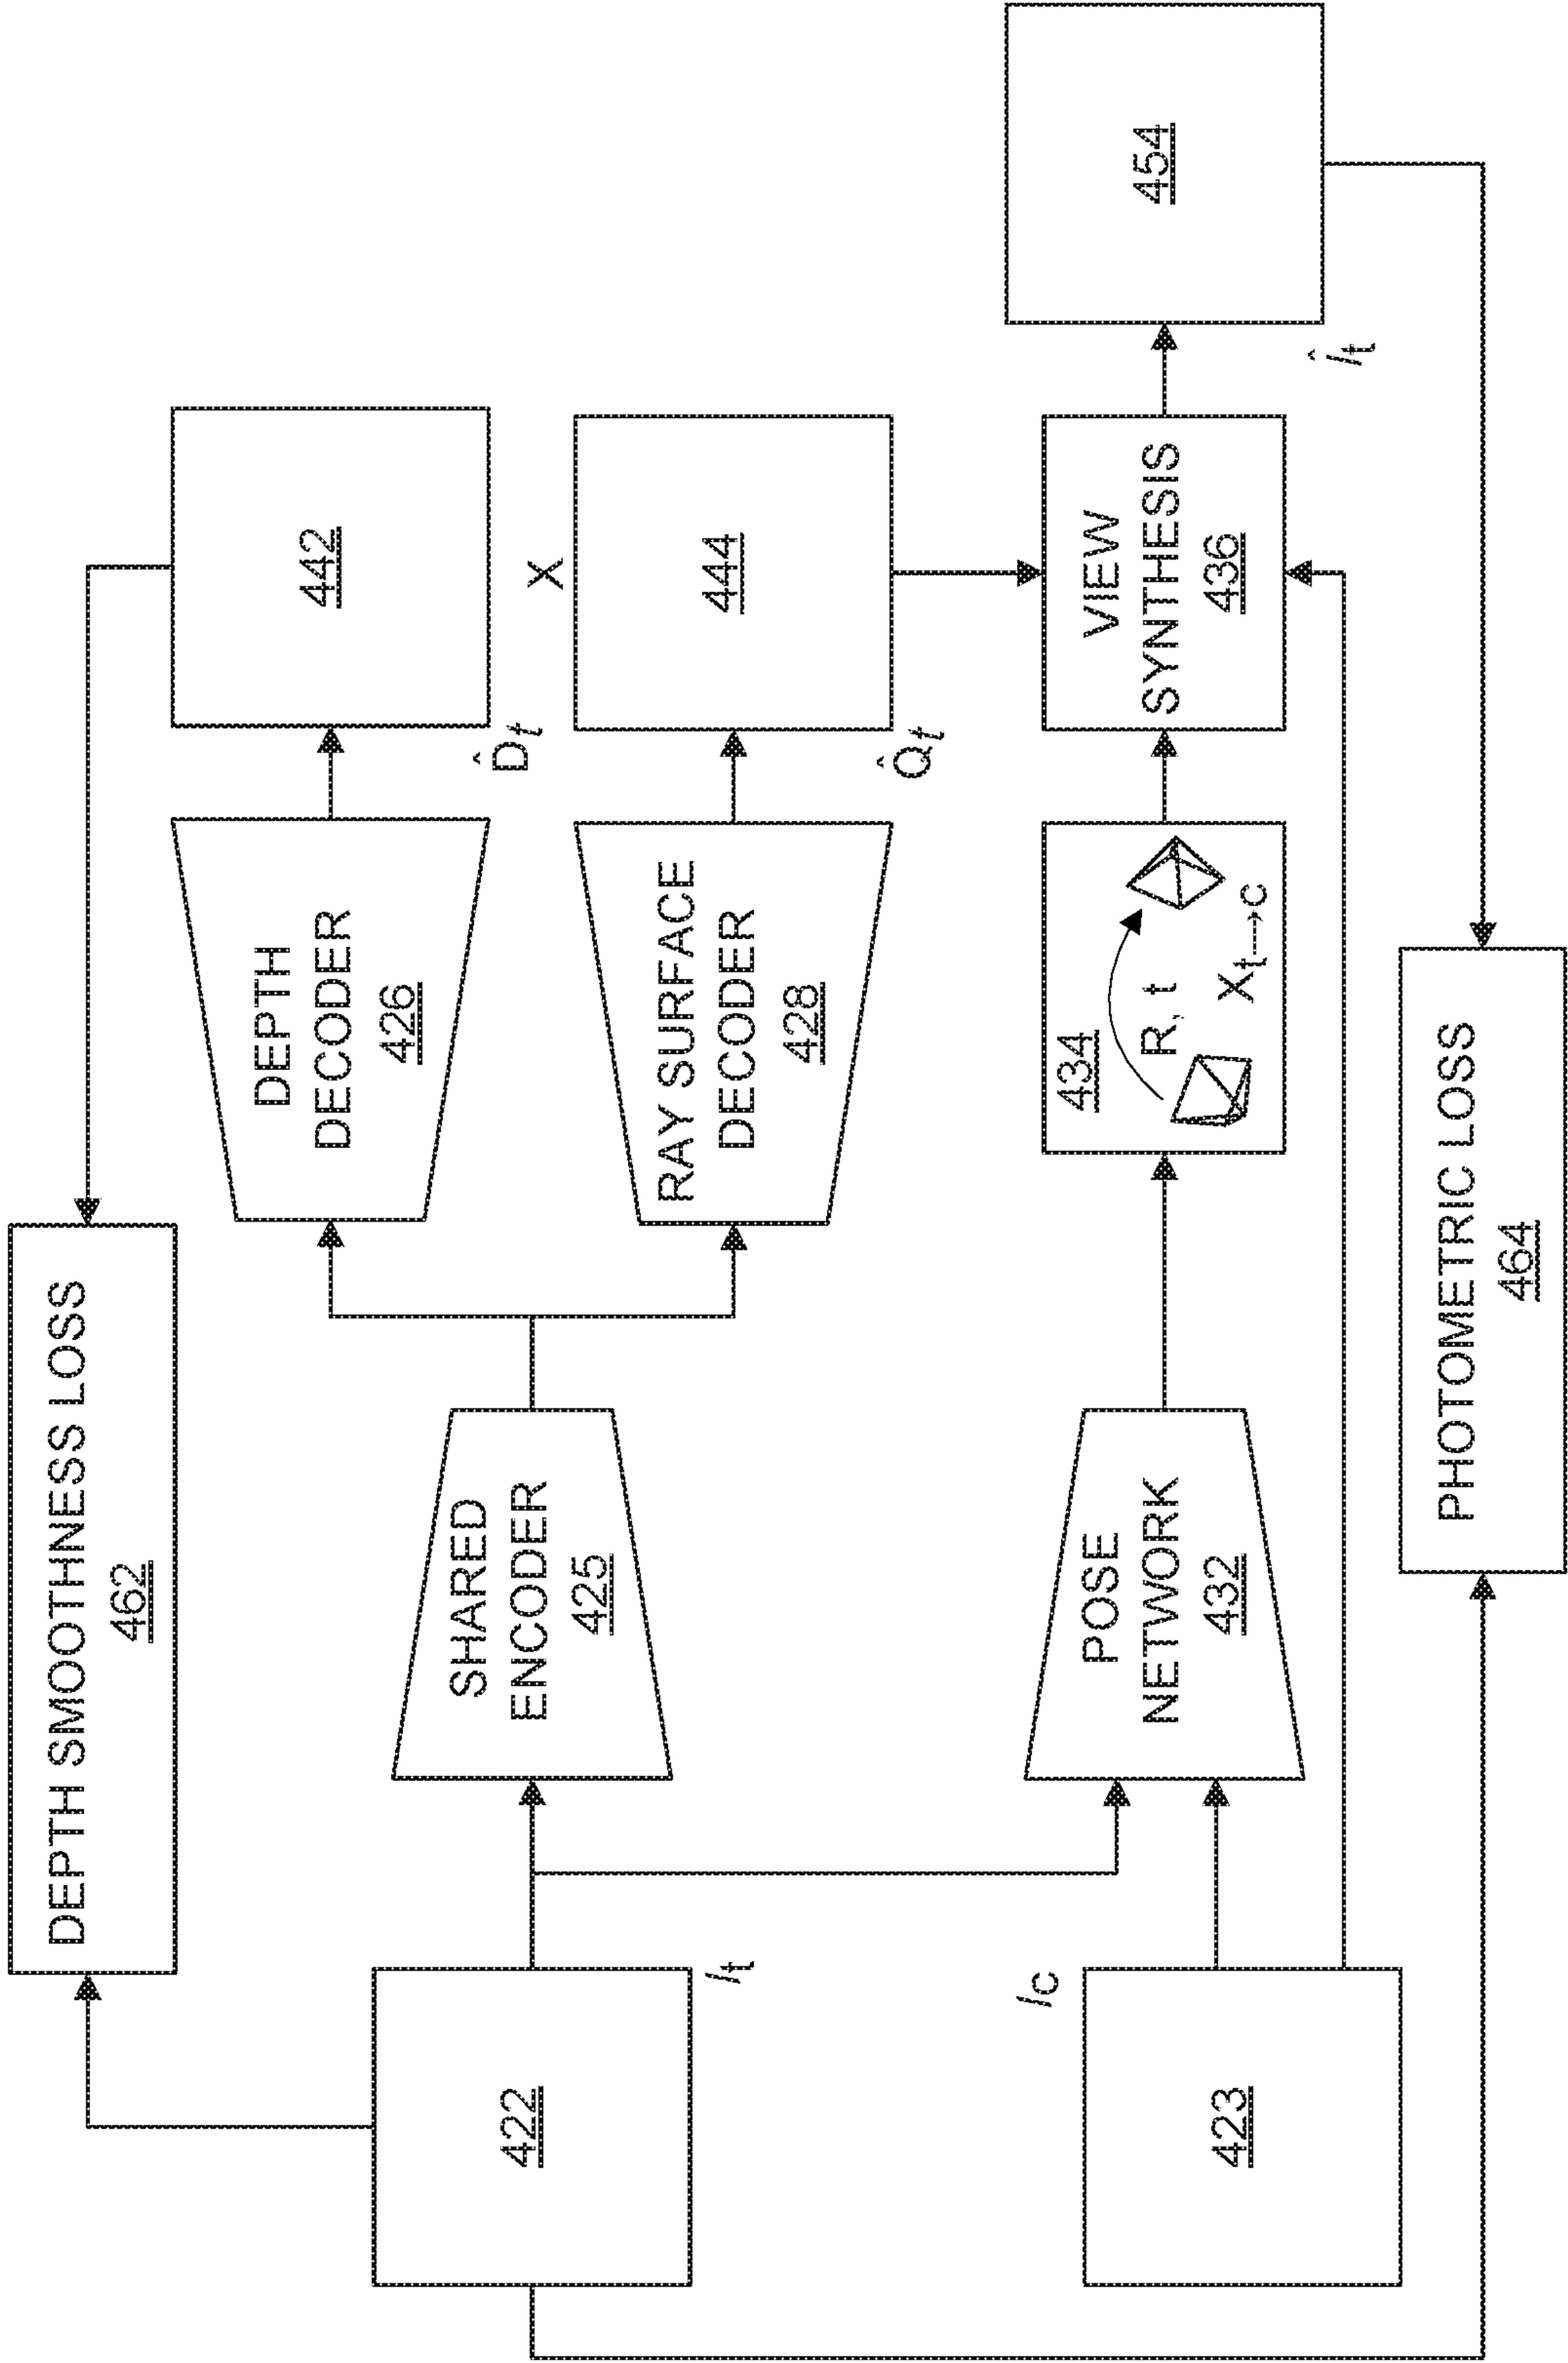 DEPTH SMOOTHNESS LOSS
462
422
I_t
SHARED
ENCODER
425
DEPTH
DECODER
426
D̂_t
442
X
RAY SURFACE
DECODER
428
Q̂_t
444
423
I_C
POSE
NETWORK
432
434
R, t
X_t→c
VIEW
SYNTHESIS
436
454
Î_t
PHOTOMETRIC LOSS
464